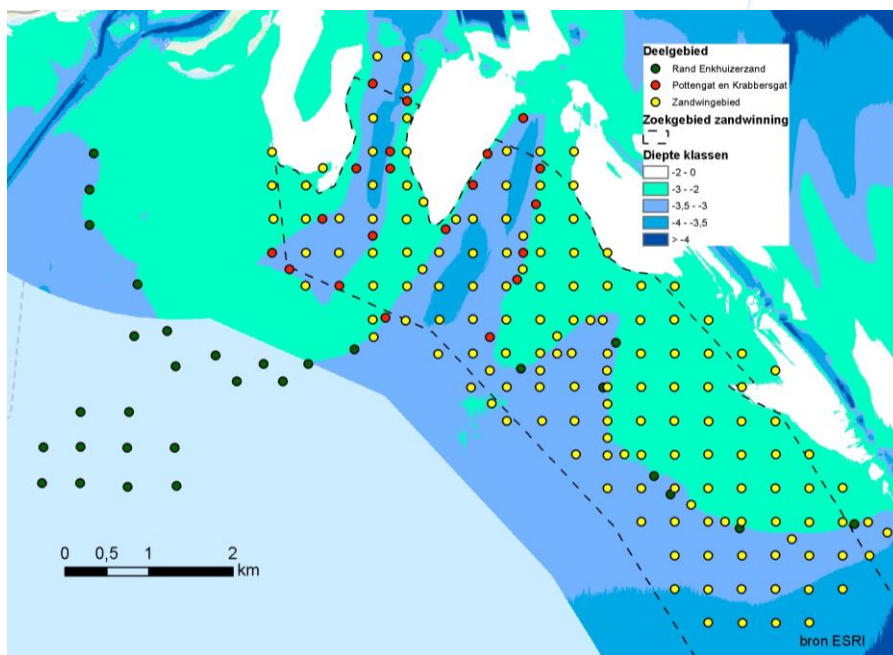 Deelgebied
Rand Enkhuizerzand
Pottengat en Krabbersgat
Zandwingebied
Zoekgebied zandwinning
Diepte klassen
-2 - 0
-3 - -2
-3,5 - -3
-4 - -3,5
> -4
0 0,5 1 2
km
bron ESRI